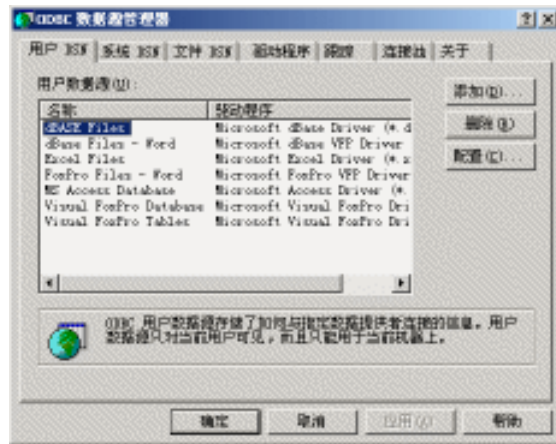 ODBC 数据源管理器
用户 DSN 系统 DSN 文件 DSN 驱动程序 跟踪 连接池 关于
用户数据源(U):
名称 驱动程序
dBASE Files Microsoft dBase Driver (*.d
dBase Files - Word Microsoft dBase VFP Driver
Excel Files Microsoft Excel Driver (*.x
FoxPro Files - Word Microsoft FoxPro VFP Driver
MS Access Database Microsoft Access Driver (*.
Visual FoxPro Database Microsoft Visual FoxPro Dri
Visual FoxPro Tables Microsoft Visual FoxPro Dri
添加(D)...
删除(R)
配置(C)...
ODBC 用户数据源存储了如何与指定数据提供者连接的信息。用户
数据源只对当前用户可见，而且只能用于当前机器上。
确定 取消 应用(A) 帮助